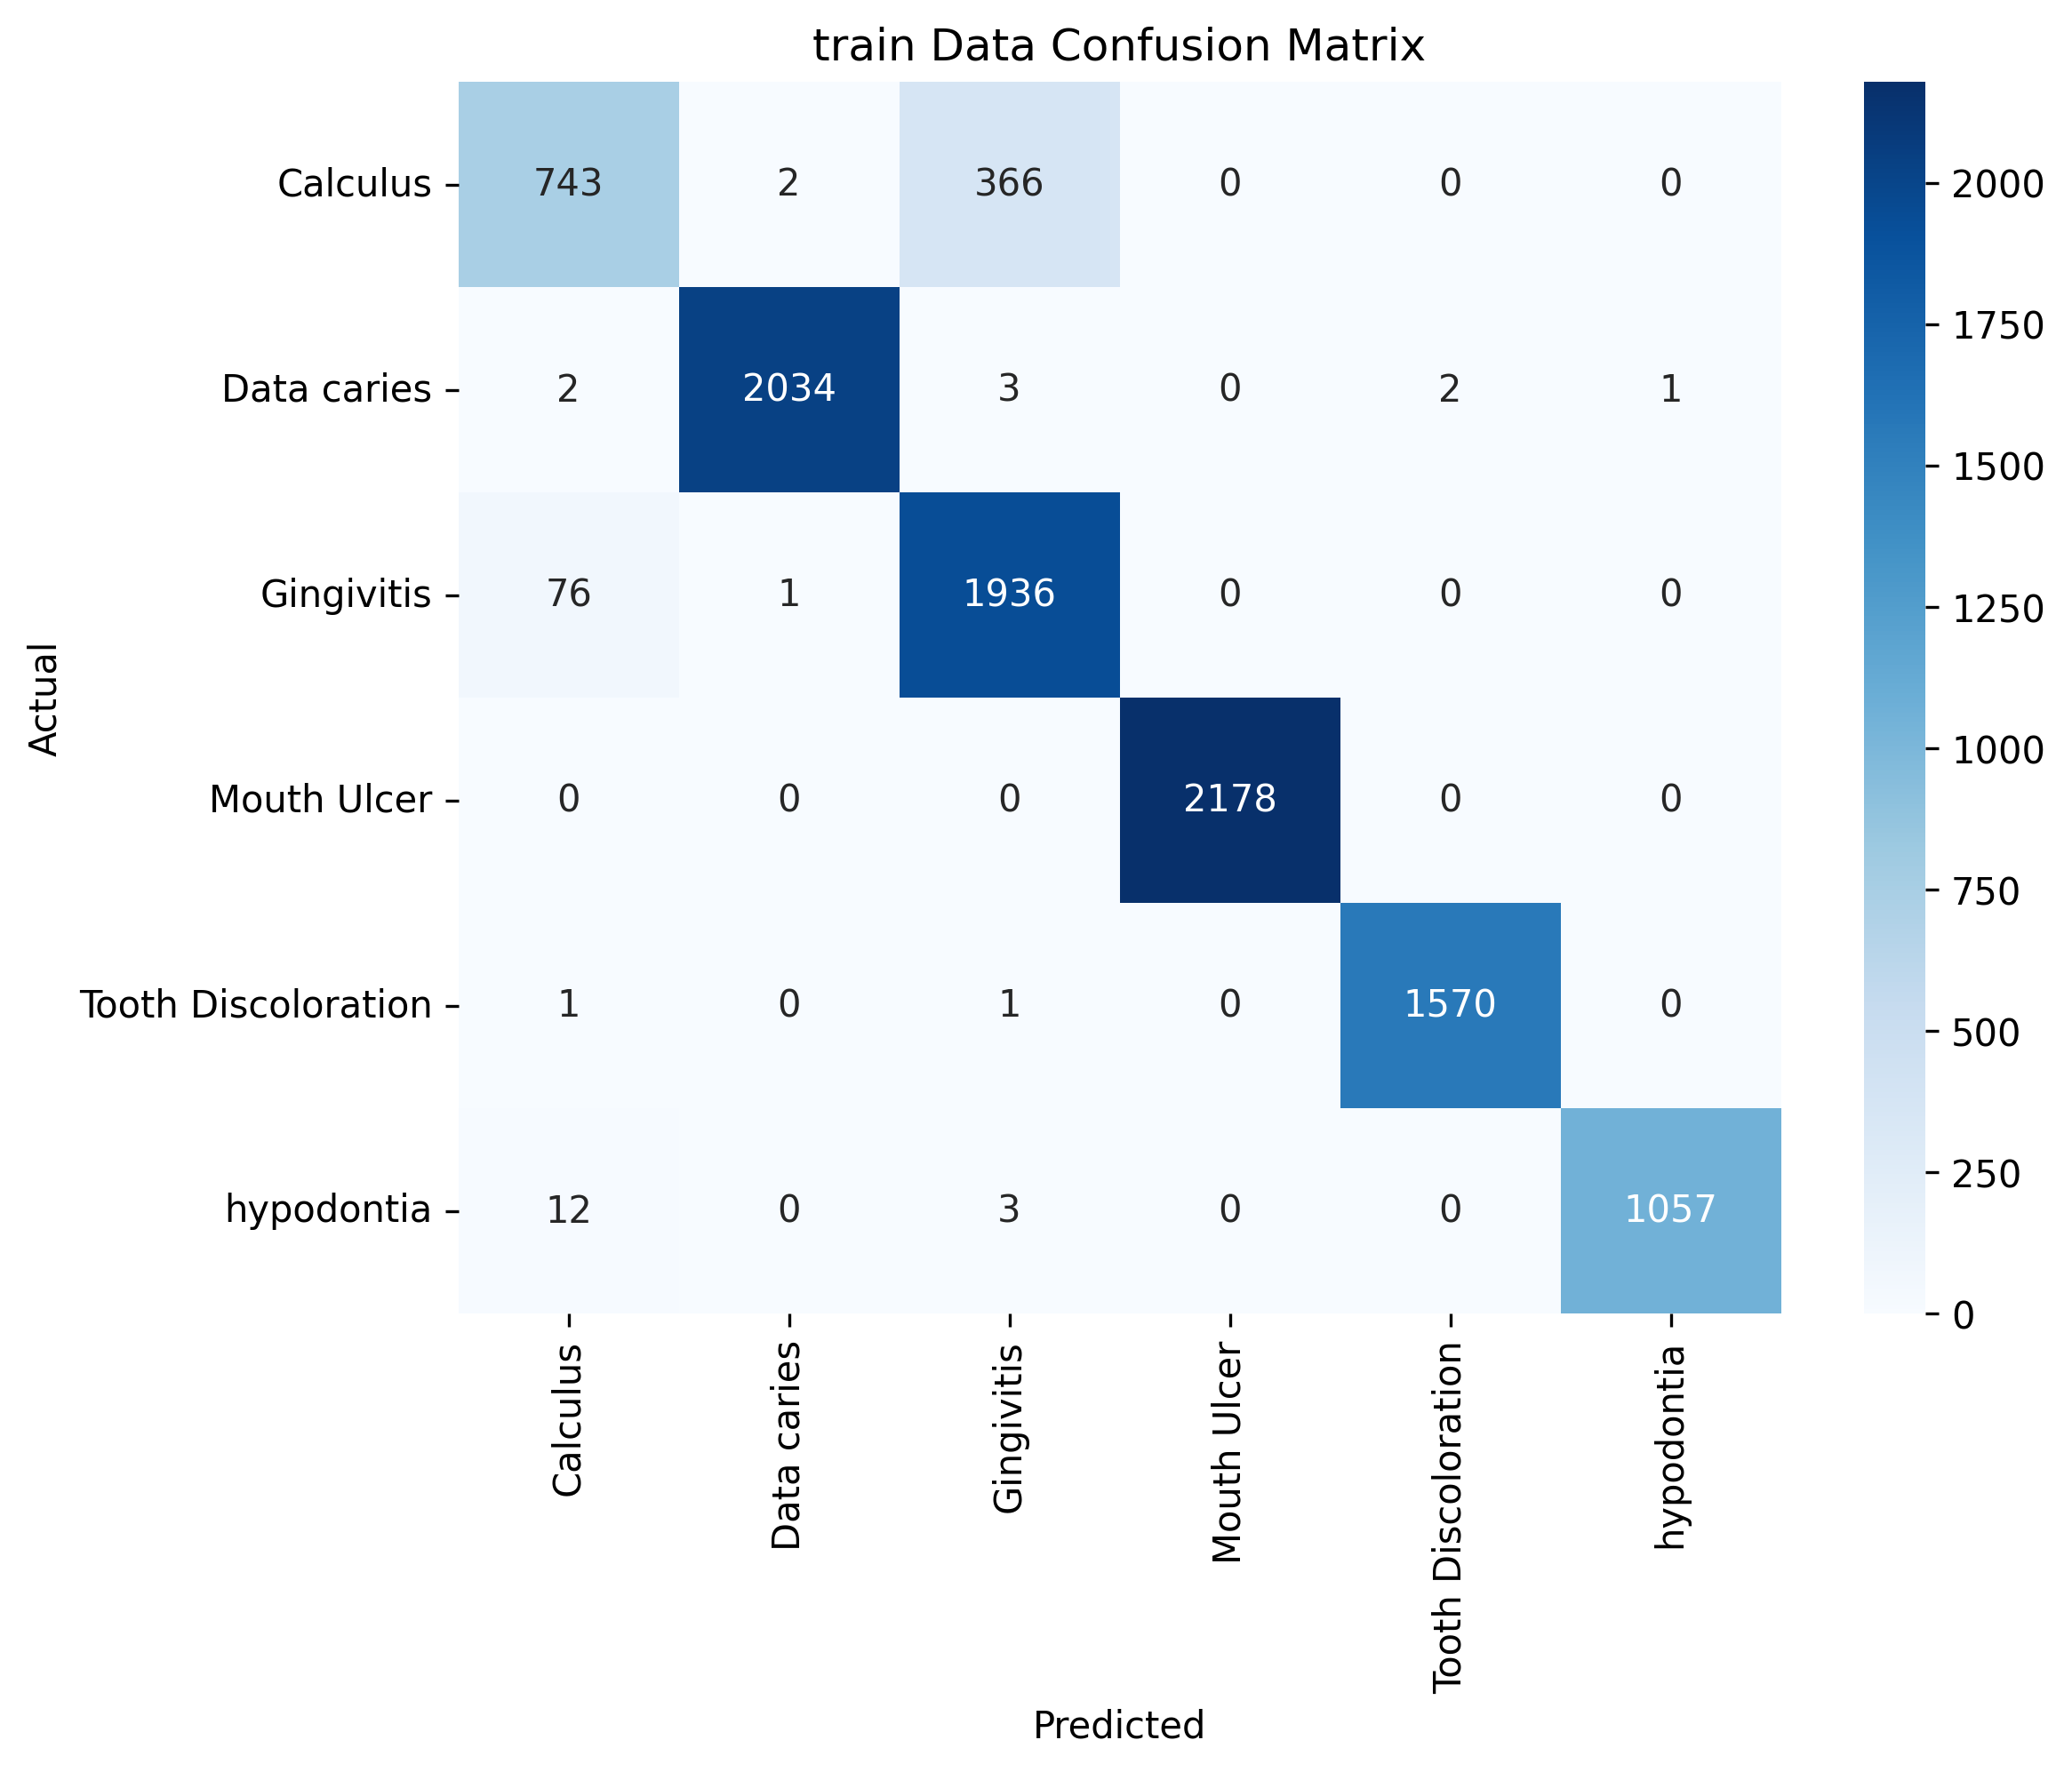 train Data Confusion Matrix
Calculus 743 2 366 0 0 0
Data caries 2 2034 3 0 2 1
Gingivitis 76 1 1936 0 0 0
Mouth Ulcer 0 0 0 2178 0 0
Tooth Discoloration 1 0 1 0 1570 0
hypodontia 12 0 3 0 0 1057
Actual
Calculus
Data caries
Gingivitis
Mouth Ulcer
Tooth Discoloration
hypodontia
Predicted
2000
1750
1500
1250
1000
750
500
250
0